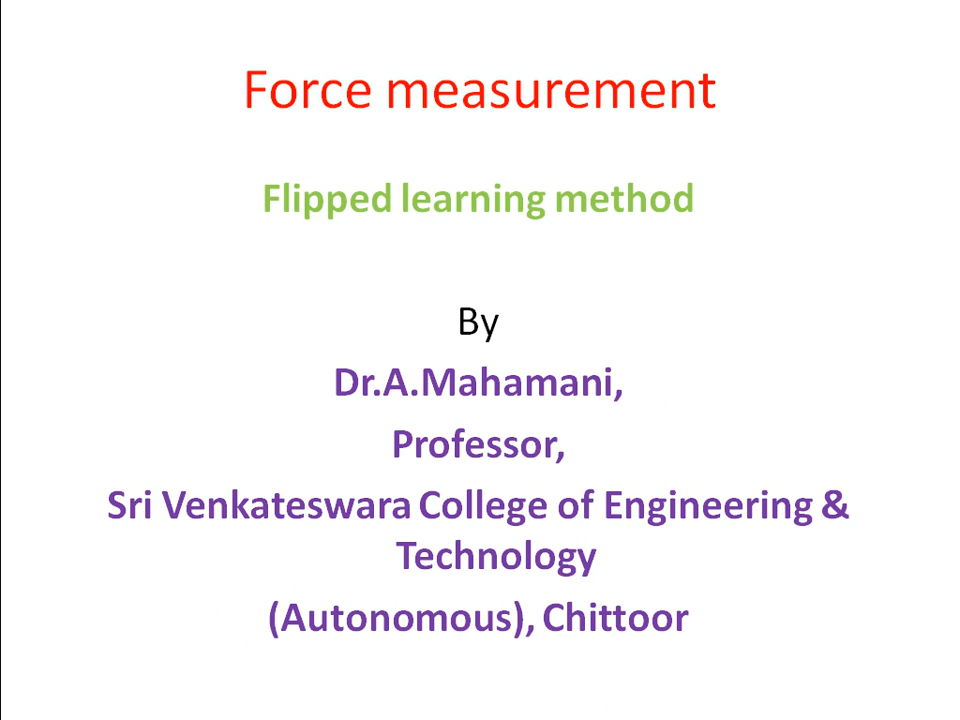 Force measurement
Flipped learning method
By
Dr.A.Mahamani,
Professor,
Sri Venkateswara College of Engineering &
Technology
(Autonomous), Chittoor